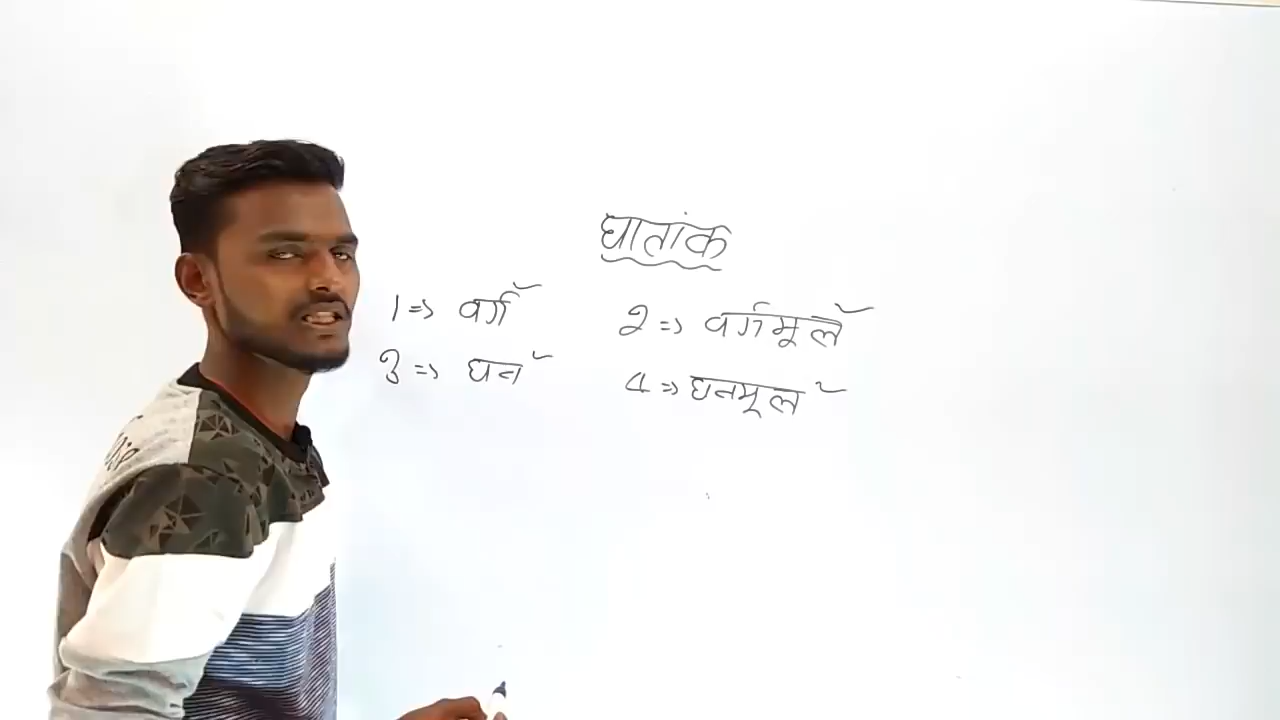 घातांक
1 => वर्ग 2 => वर्गमूल
3 => घन 4 => घनमूल